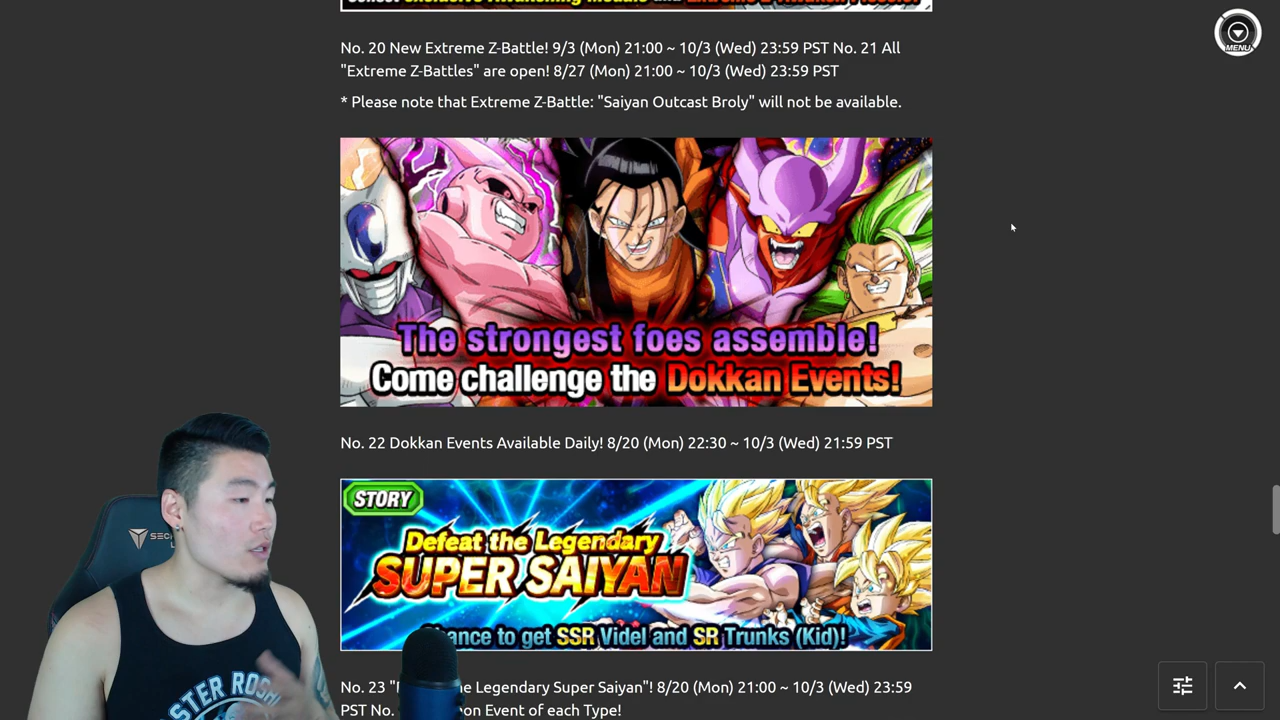 MENU
No. 20 New Extreme Z-Battle! 9/3 (Mon) 21:00 ~ 10/3 (Wed) 23:59 PST No. 21 All
"Extreme Z-Battles" are open! 8/27 (Mon) 21:00 ~ 10/3 (Wed) 23:59 PST
* Please note that Extreme Z-Battle: "Saiyan Outcast Broly" will not be available.
The strongest foes assemble!
Come challenge the Dokkan Events!
No. 22 Dokkan Events Available Daily! 8/20 (Mon) 22:30 ~ 10/3 (Wed) 21:59 PST
STORY
Defeat the Legendary
SUPER SAIYAN
to get SSR Videl and SR Trunks (Kid)!
No. 23 Legendary Super Saiyan"! 8/20 (Mon) 21:00 ~ 10/3 (Wed) 23:59
PST No. Event of each Type!